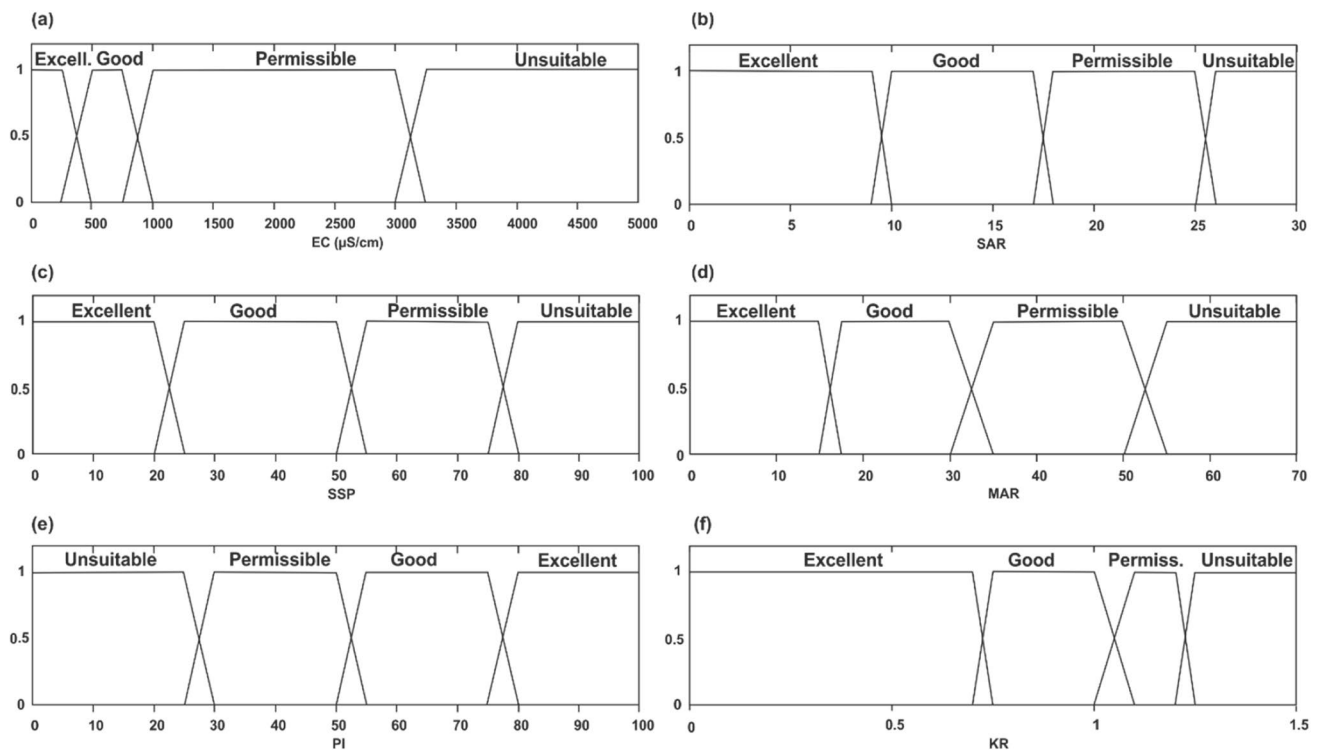 (a)
Excell. Good Permissible Unsuitable
1
0.5
0
0 500 1000 1500 2000 2500 3000 3500 4000 4500 5000
EC (µS/cm)
(b)
Excellent Good Permissible Unsuitable
1
0.5
0
0 5 10 15 20 25 30
SAR
(c)
Excellent Good Permissible Unsuitable
1
0.5
0
0 10 20 30 40 50 60 70 80 90 100
SSP
(d)
Excellent Good Permissible Unsuitable
1
0.5
0
0 10 20 30 40 50 60 70
MAR
(e)
Unsuitable Permissible Good Excellent
1
0.5
0
0 10 20 30 40 50 60 70 80 90 100
PI
(f)
Excellent Good Permiss. Unsuitable
1
0.5
0
0 0.5 1 1.5
KR